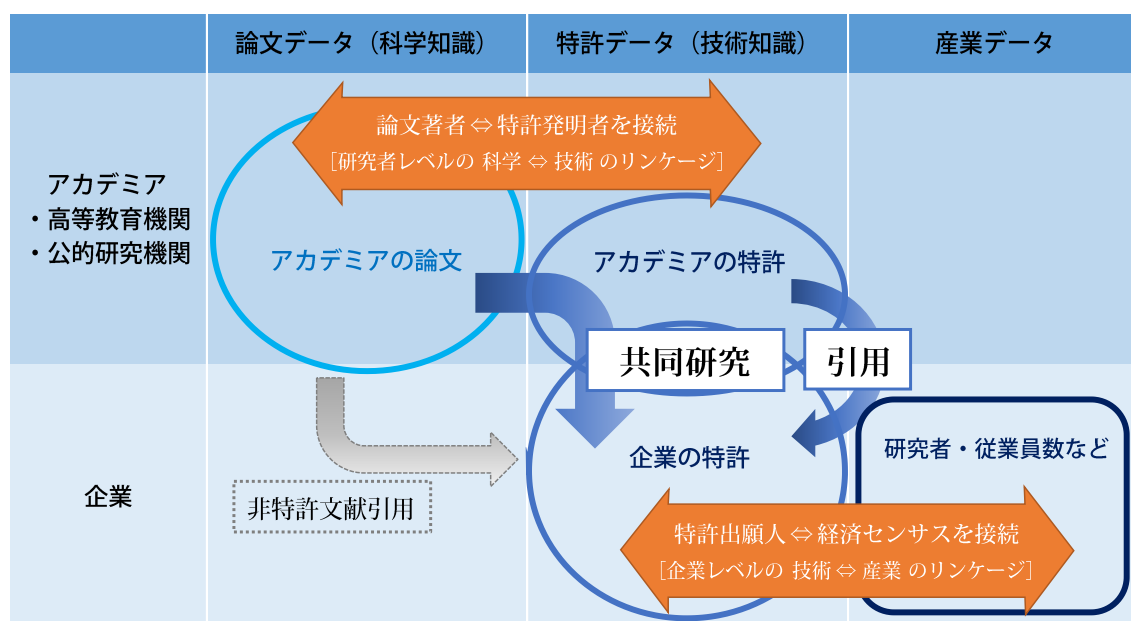 論文データ（科学知識）
特許データ（技術知識）
産業データ
論文著者⇔特許発明者を接続
［研究者レベルの 科学 ⇔ 技術 のリンケージ］
アカデミア
・高等教育機関
・公的研究機関
アカデミアの論文
アカデミアの特許
共同研究
引用
企業
非特許文献引用
企業の特許
研究者・従業員数など
特許出願人⇔経済センサスを接続
［企業レベルの 技術 ⇔ 産業 のリンケージ］